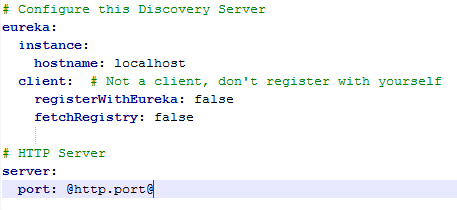 # Configure this Discovery Server
eureka:
  instance:
    hostname: localhost
  client:  # Not a client, don't register with yourself
    registerWithEureka: false
    fetchRegistry: false

# HTTP Server
server:
  port: @http.port@